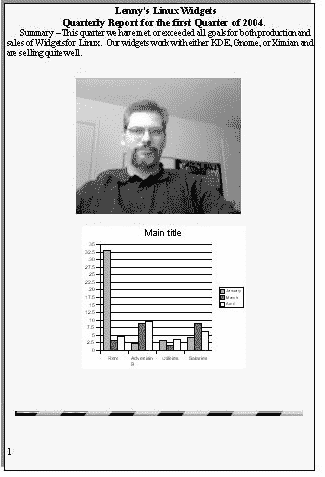 Lenny's Linux Widgets
Quarterly Report for the first Quarter of 2004.
Summary – This quarter we have met or exceeded all goals for both production and
sales of Widgets for Linux. Our widgets work with either KDE, Gnome, or Ximian and
are selling quite well.
Main title
35
32.5
30
27.5
25
22.5
20
17.5
15
12.5
10
7.5
5
2.5
0
Rent Advertising Utilities Salaries
January
March
April
1